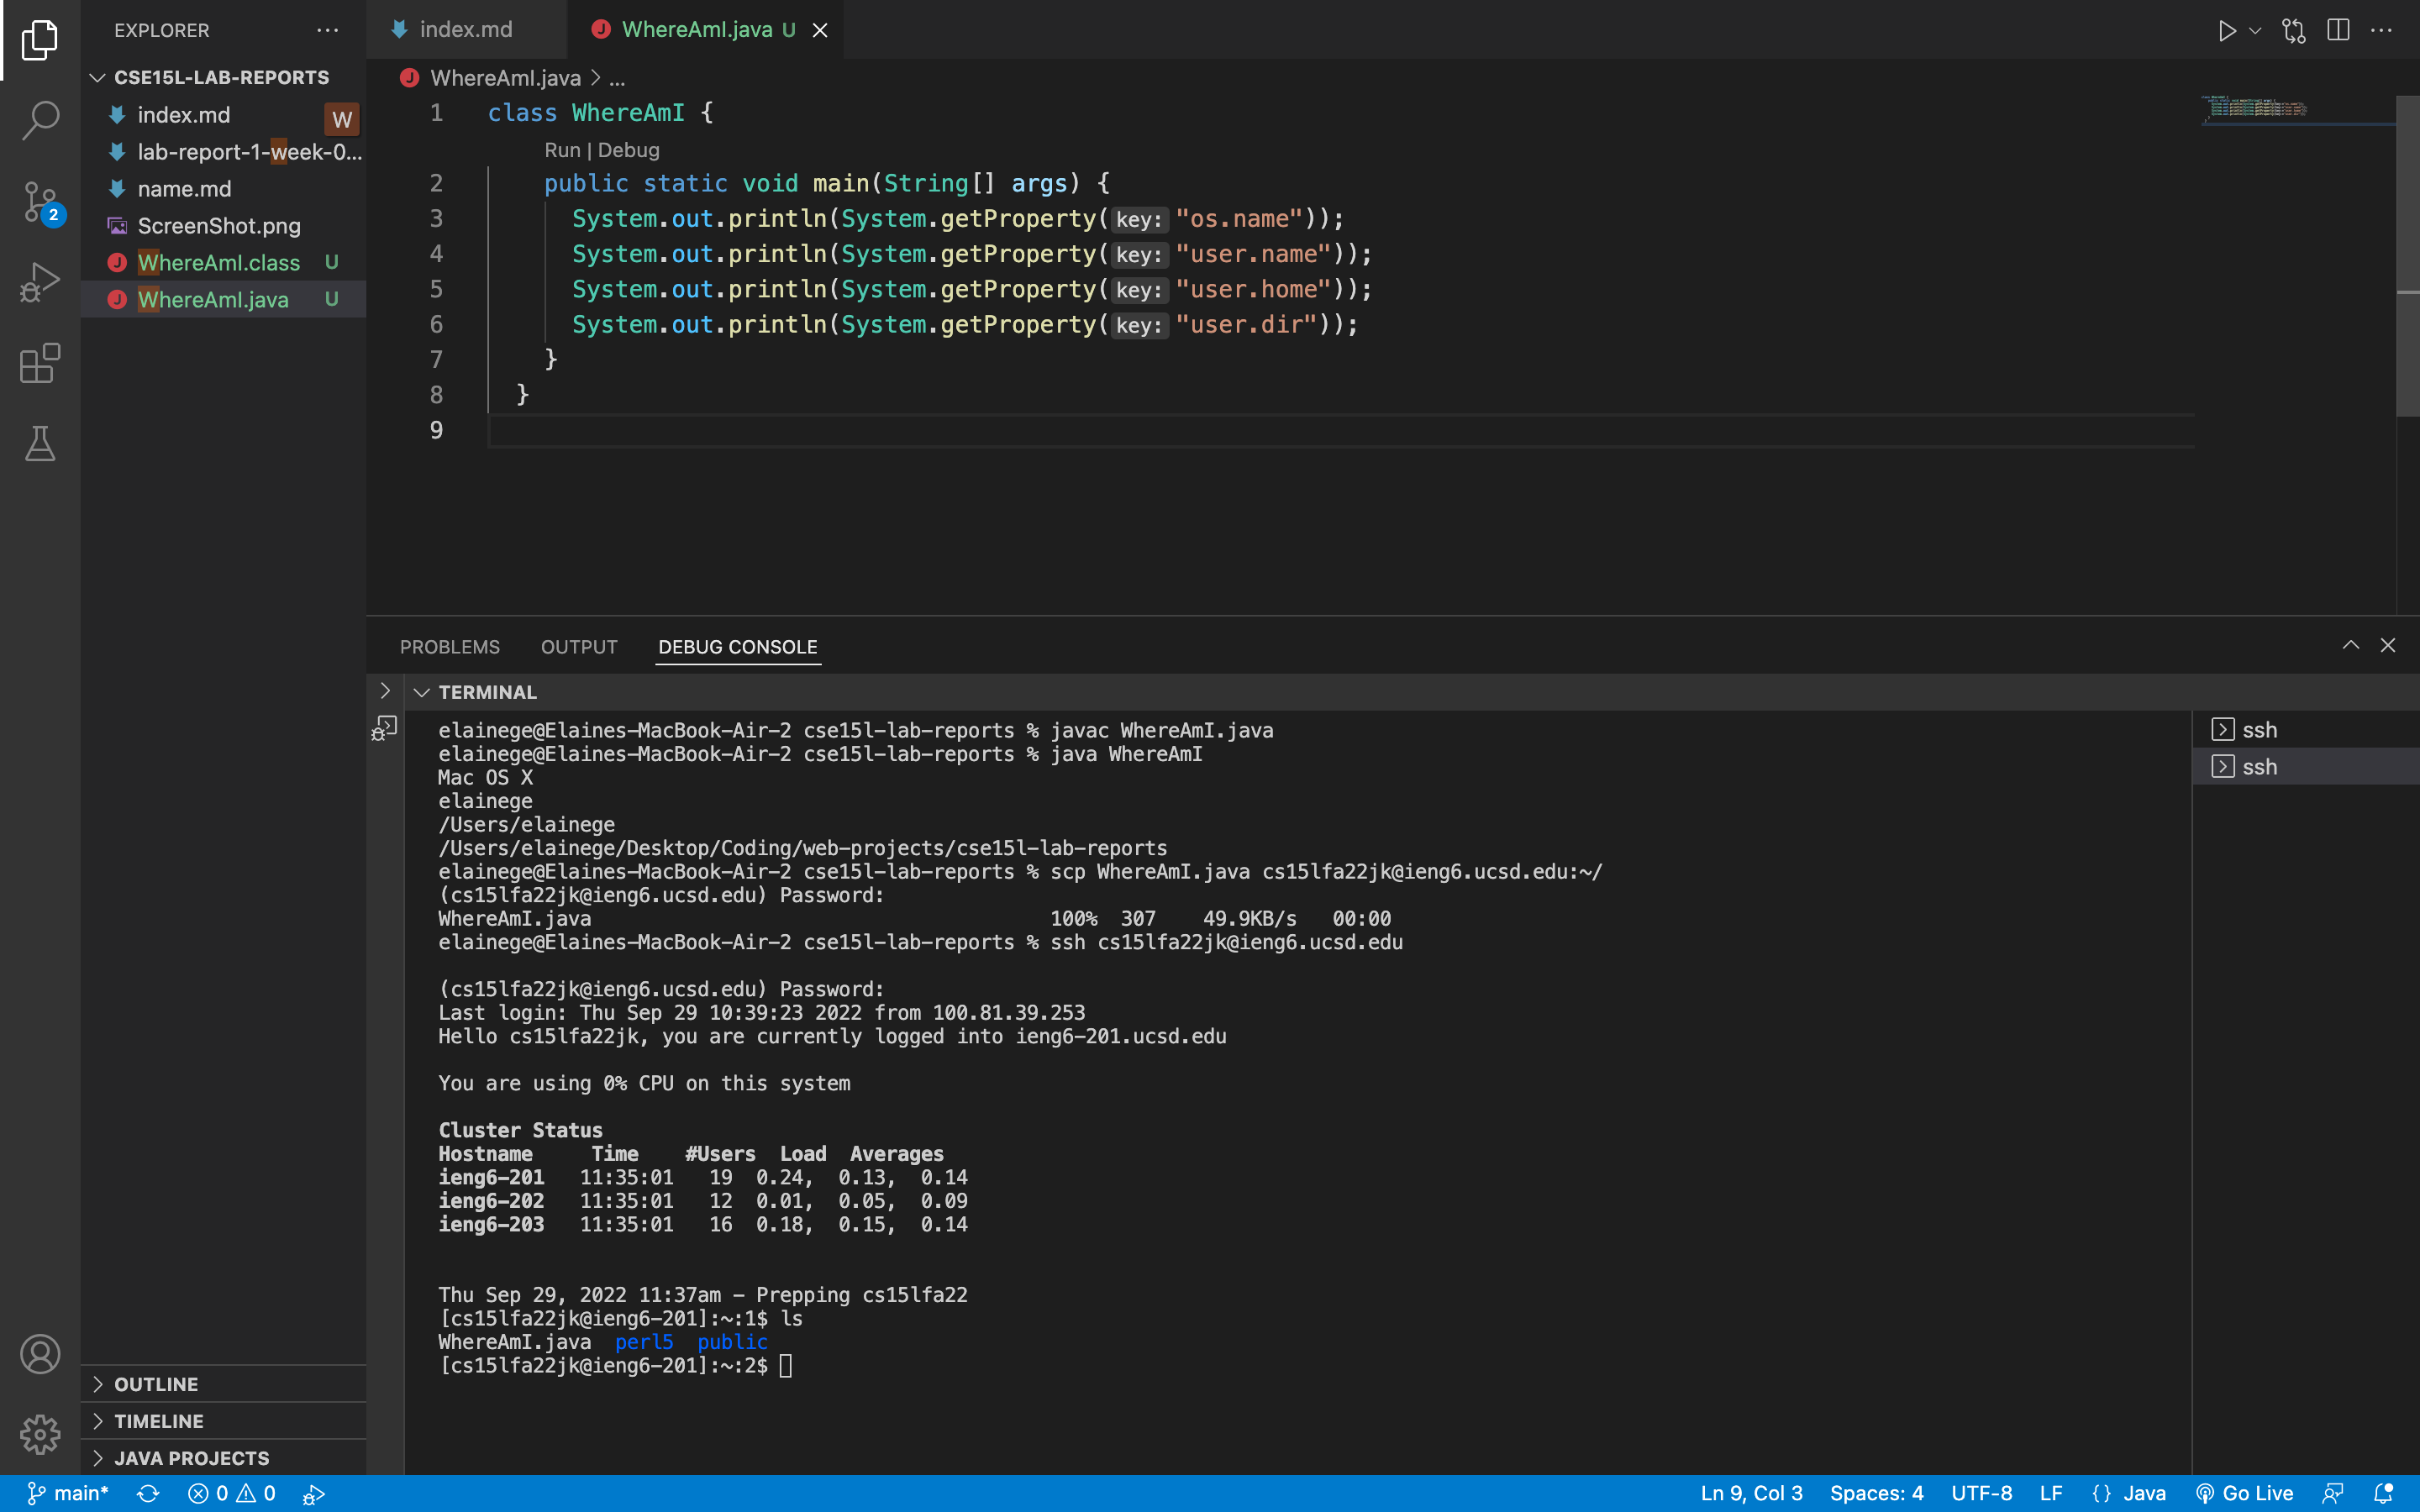 EXPLORER
CSE15L-LAB-REPORTS
index.md
W
lab-report-1-week-0...
name.md
ScreenShot.png
WhereAmI.class U
WhereAmI.java U
2
OUTLINE
TIMELINE
JAVA PROJECTS
index.md
J WhereAmI.java U
J WhereAmI.java > ...
1 class WhereAmI {
Run | Debug
2 public static void main(String[] args) {
3 System.out.println(System.getProperty(key: "os.name"));
4 System.out.println(System.getProperty(key: "user.name"));
5 System.out.println(System.getProperty(key: "user.home"));
6 System.out.println(System.getProperty(key: "user.dir"));
7 }
8 }
9
PROBLEMS OUTPUT DEBUG CONSOLE
TERMINAL
elainege@Elaines-MacBook-Air-2 cse15l-lab-reports % javac WhereAmI.java
elainege@Elaines-MacBook-Air-2 cse15l-lab-reports % java WhereAmI
Mac OS X
elainege
/Users/elainege
/Users/elainege/Desktop/Coding/web-projects/cse15l-lab-reports
elainege@Elaines-MacBook-Air-2 cse15l-lab-reports % scp WhereAmI.java cs15lfa22jk@ieng6.ucsd.edu:~/
(cs15lfa22jk@ieng6.ucsd.edu) Password:
WhereAmI.java 100% 307 49.9KB/s 00:00
elainege@Elaines-MacBook-Air-2 cse15l-lab-reports % ssh cs15lfa22jk@ieng6.ucsd.edu
(cs15lfa22jk@ieng6.ucsd.edu) Password:
Last login: Thu Sep 29 10:39:23 2022 from 100.81.39.253
Hello cs15lfa22jk, you are currently logged into ieng6-201.ucsd.edu
You are using 0% CPU on this system
Cluster Status
Hostname Time #Users Load Averages
ieng6-201 11:35:01 19 0.24, 0.13, 0.14
ieng6-202 11:35:01 12 0.01, 0.05, 0.09
ieng6-203 11:35:01 16 0.18, 0.15, 0.14
Thu Sep 29, 2022 11:37am - Prepping cs15lfa22
[cs15lfa22jk@ieng6-201]:~:1$ ls
WhereAmI.java perl5 public
[cs15lfa22jk@ieng6-201]:~:2$
ssh
ssh
main* 0 0 Ln 9, Col 3 Spaces: 4 UTF-8 LF {} Java Go Live